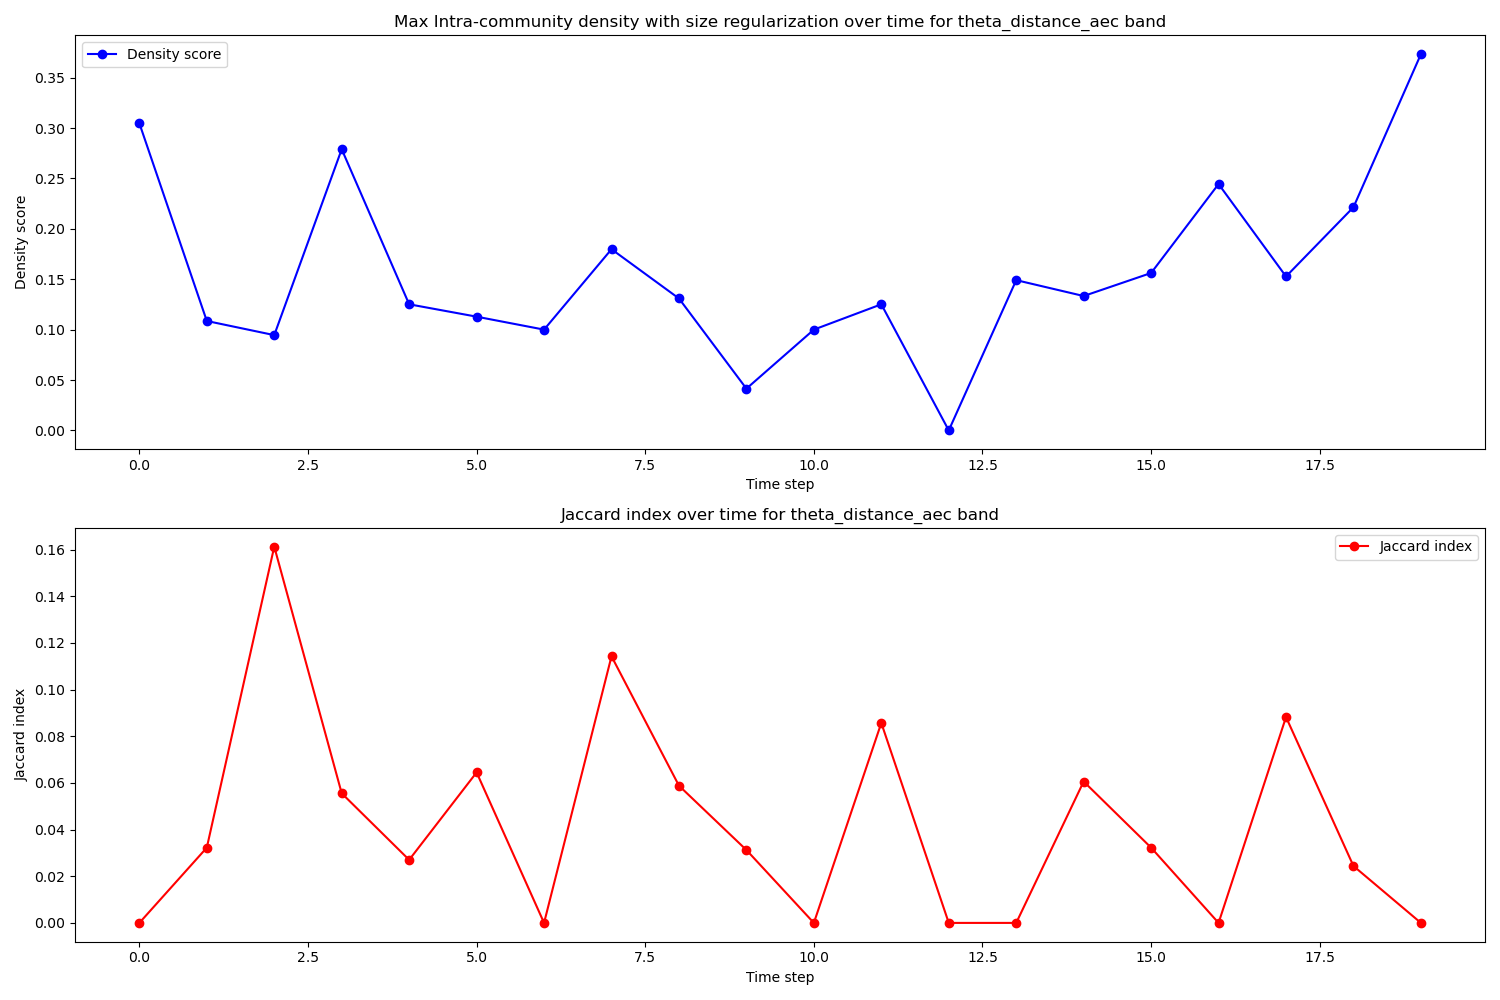 Max Intra-community density with size regularization over time for theta_distance_aec band
Density score
0.35
0.30
0.25
0.20
0.15
0.10
0.05
0.00
Density score
0.0 2.5 5.0 7.5 10.0 12.5 15.0 17.5
Time step
Jaccard index over time for theta_distance_aec band
Jaccard index
0.16
0.14
0.12
0.10
0.08
0.06
0.04
0.02
0.00
Jaccard index
0.0 2.5 5.0 7.5 10.0 12.5 15.0 17.5
Time step